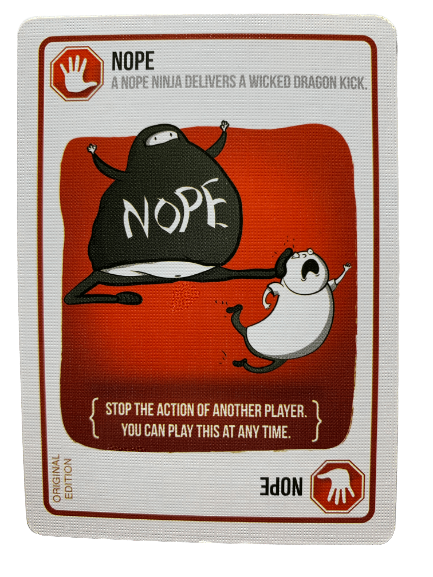 NOPE
A NOPE NINJA DELIVERS A WICKED DRAGON KICK.
NOPE
STOP THE ACTION OF ANOTHER PLAYER.
YOU CAN PLAY THIS AT ANY TIME.
ORIGINAL
EDITION
NOPE